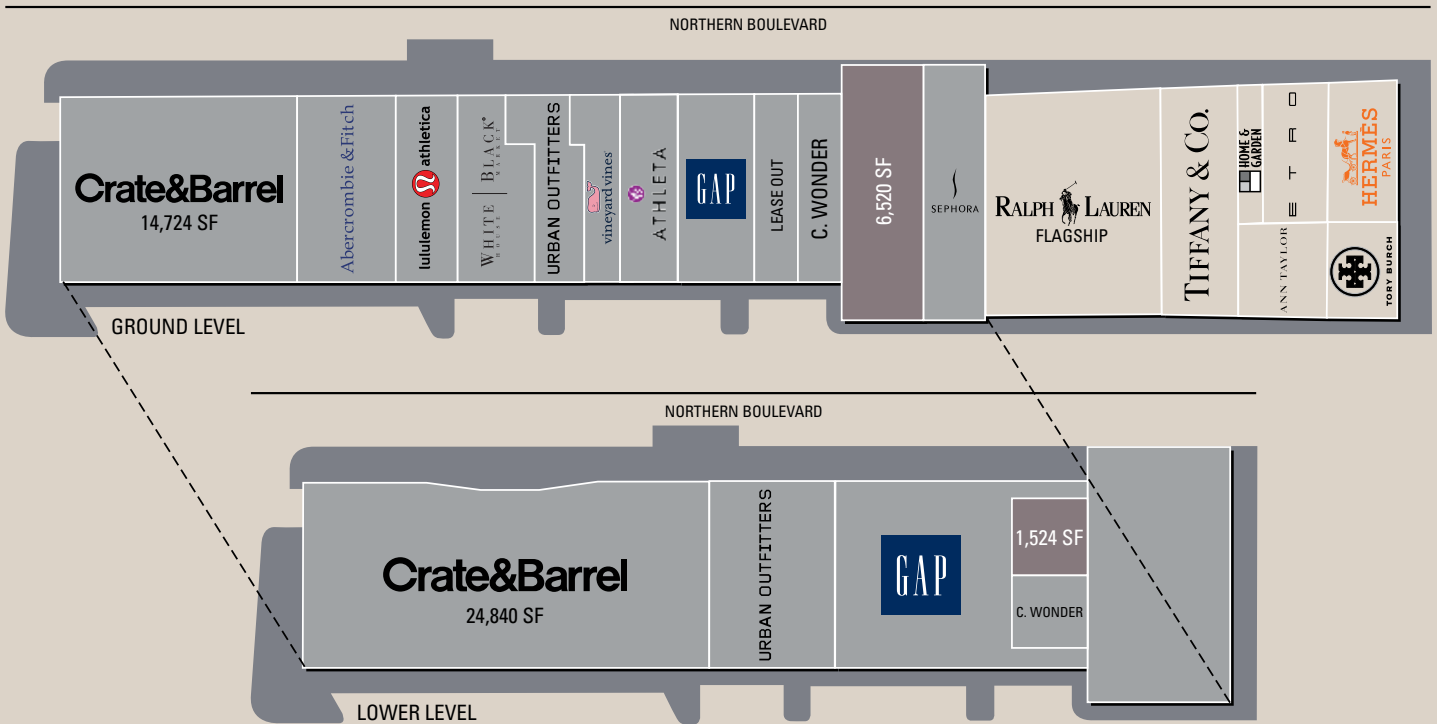 NORTHERN BOULEVARD
Crate&Barrel
14,724 SF
Abercrombie & Fitch
lululemon athletica
WHITE BLACK
HOUSE MARKET
URBAN OUTFITTERS
vineyard vines
ATHLETA
GAP
LEASE OUT
C. WONDER
6,520 SF
SEPHORA
RALPH LAUREN
FLAGSHIP
TIFFANY & CO.
HOME &
GARDEN
ETRO
ANN TAYLOR
HERMÈS
PARIS
TORY BURCH
GROUND LEVEL
NORTHERN BOULEVARD
Crate&Barrel
24,840 SF
URBAN OUTFITTERS
GAP
1,524 SF
C. WONDER
LOWER LEVEL